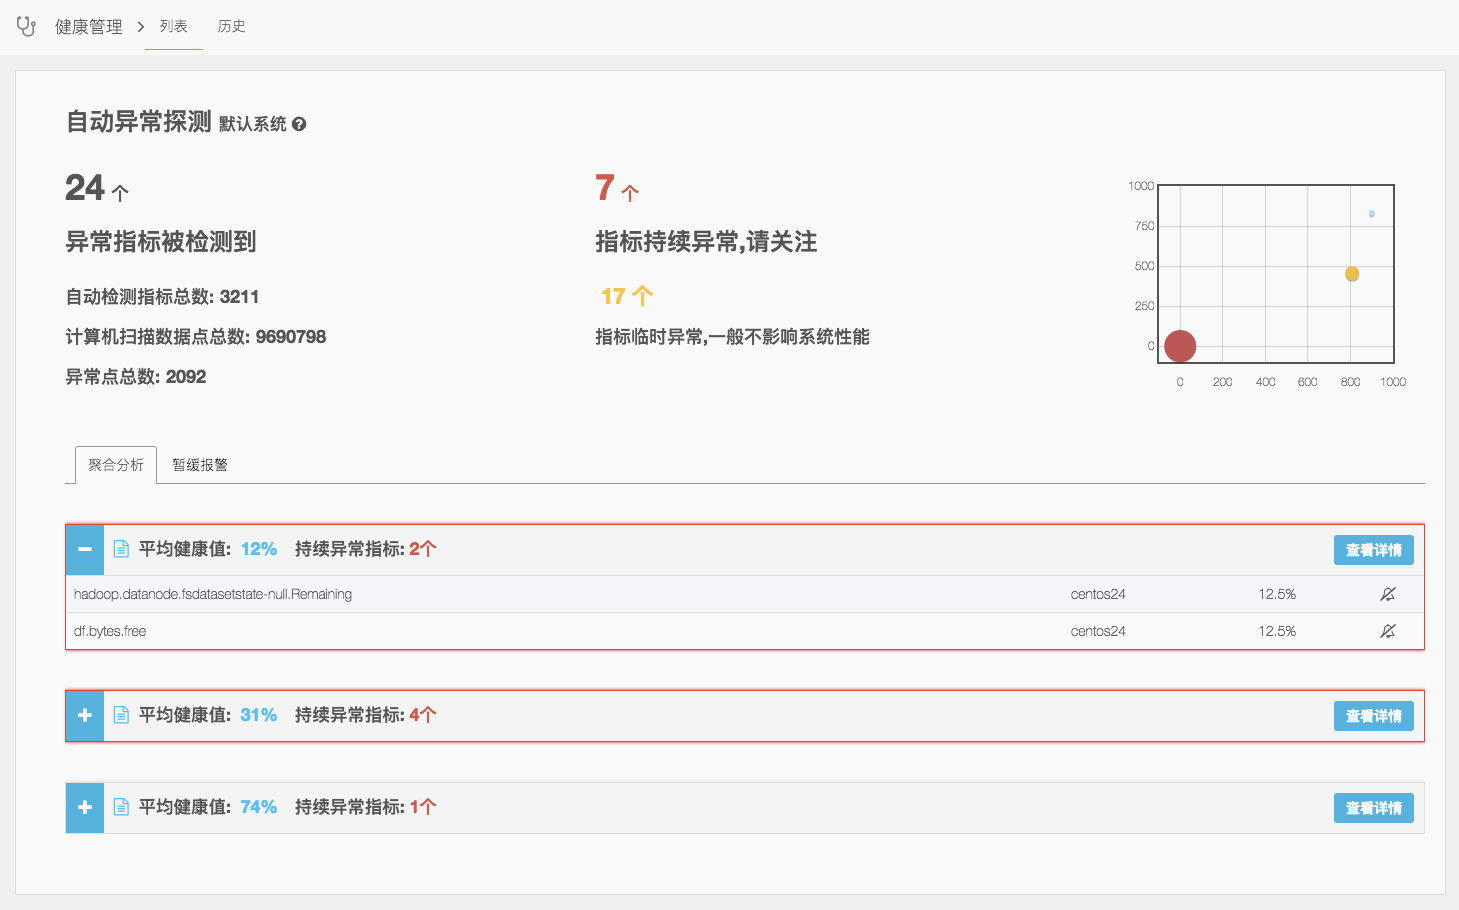 健康管理 > 列表 历史
自动异常探测 默认系统
24 个
异常指标被检测到
自动检测指标总数: 3211
计算机扫描数据点总数: 9690798
异常点总数: 2092
7 个
指标持续异常,请关注
17 个
指标临时异常,一般不影响系统性能
1000
750
500
250
0
0 200 400 600 800 1000
聚合分析 暂缓报警
平均健康值: 12% 持续异常指标: 2个 查看详情
hadoop.datanode.fsdatasetstate-null.Remaining centos24 12.5%
df.bytes.free centos24 12.5%
平均健康值: 31% 持续异常指标: 4个 查看详情
平均健康值: 74% 持续异常指标: 1个 查看详情